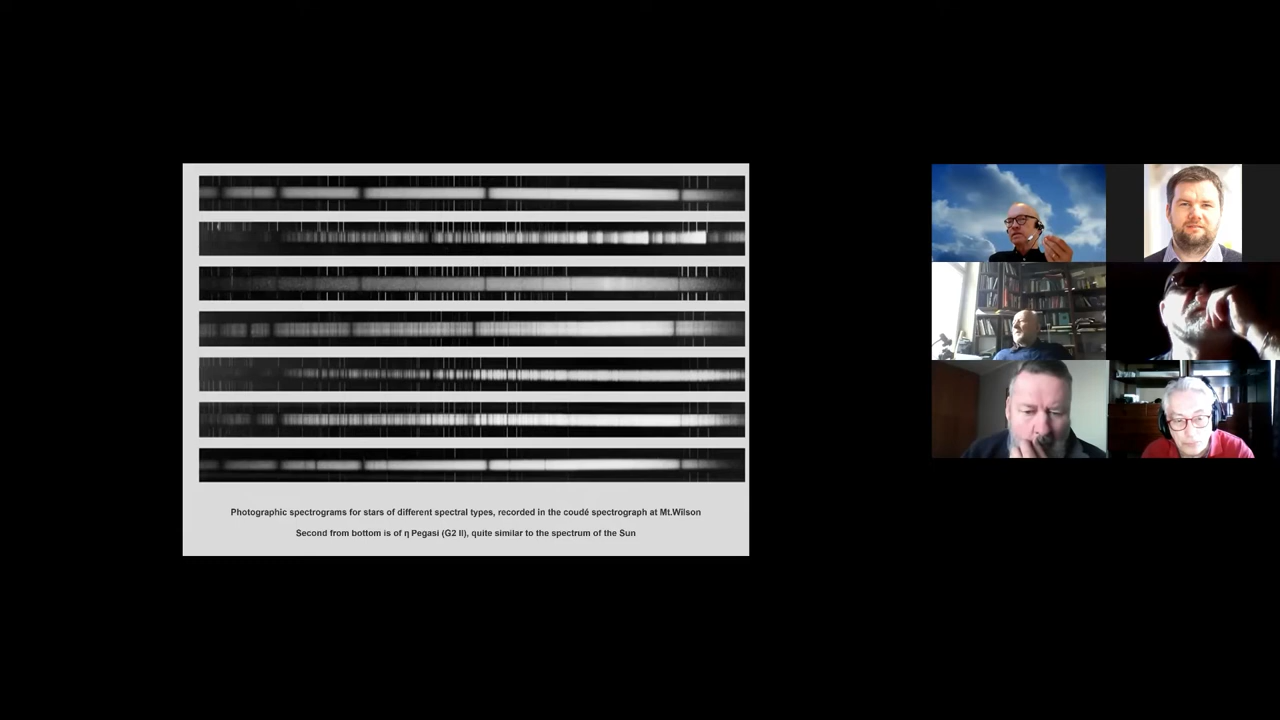 Photographic spectrograms for stars of different spectral types, recorded in the coudé spectrograph at Mt.Wilson
Second from bottom is of η Pegasi (G2 II), quite similar to the spectrum of the Sun